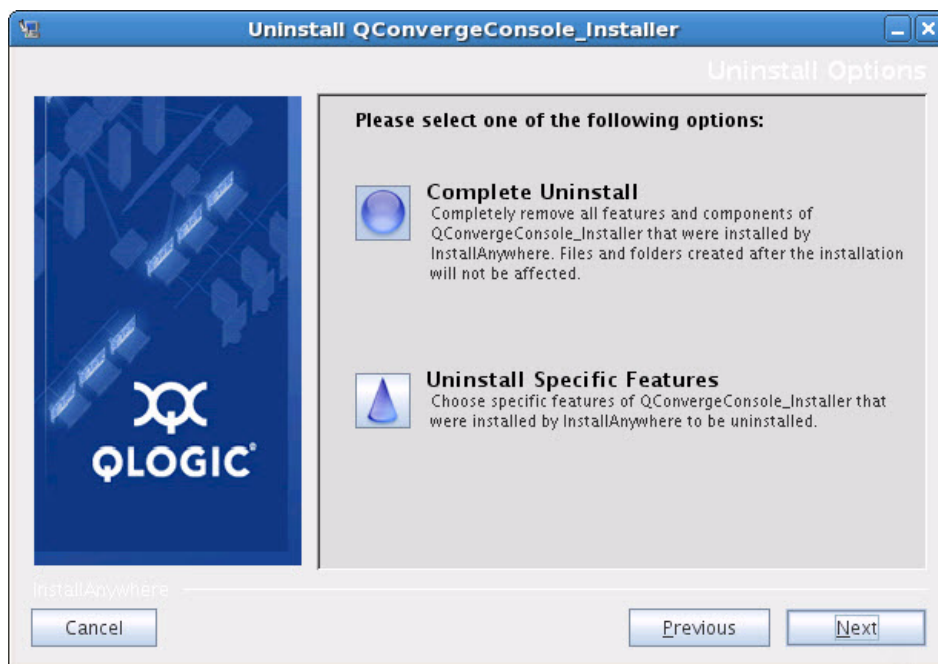 Uninstall QConvergeConsole_Installer
Uninstall Options
Please select one of the following options:
Complete Uninstall
Completely remove all features and components of
QConvergeConsole_Installer that were installed by
InstallAnywhere. Files and folders created after the installation
will not be affected.
Uninstall Specific Features
Choose specific features of QConvergeConsole_Installer that
were installed by InstallAnywhere to be uninstalled.
QLOGIC®
InstallAnywhere
Cancel
Previous
Next